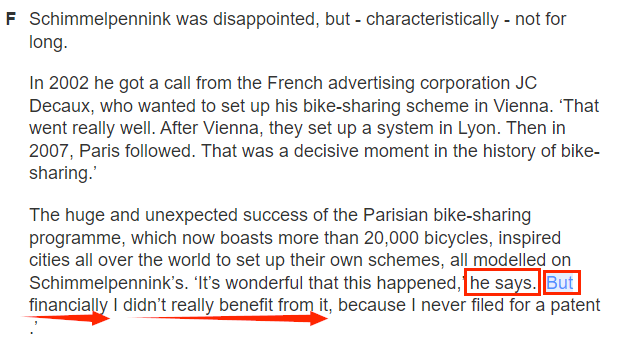 F Schimmelpennink was disappointed, but - characteristically - not for
long.
In 2002 he got a call from the French advertising corporation JC
Decaux, who wanted to set up his bike-sharing scheme in Vienna. ‘That
went really well. After Vienna, they set up a system in Lyon. Then in
2007, Paris followed. That was a decisive moment in the history of bike-
sharing.’
The huge and unexpected success of the Parisian bike-sharing
programme, which now boasts more than 20,000 bicycles, inspired
cities all over the world to set up their own schemes, all modelled on
Schimmelpennink’s. ‘It’s wonderful that this happened,’ he says. But
financially I didn’t really benefit from it, because I never filed for a patent
.’